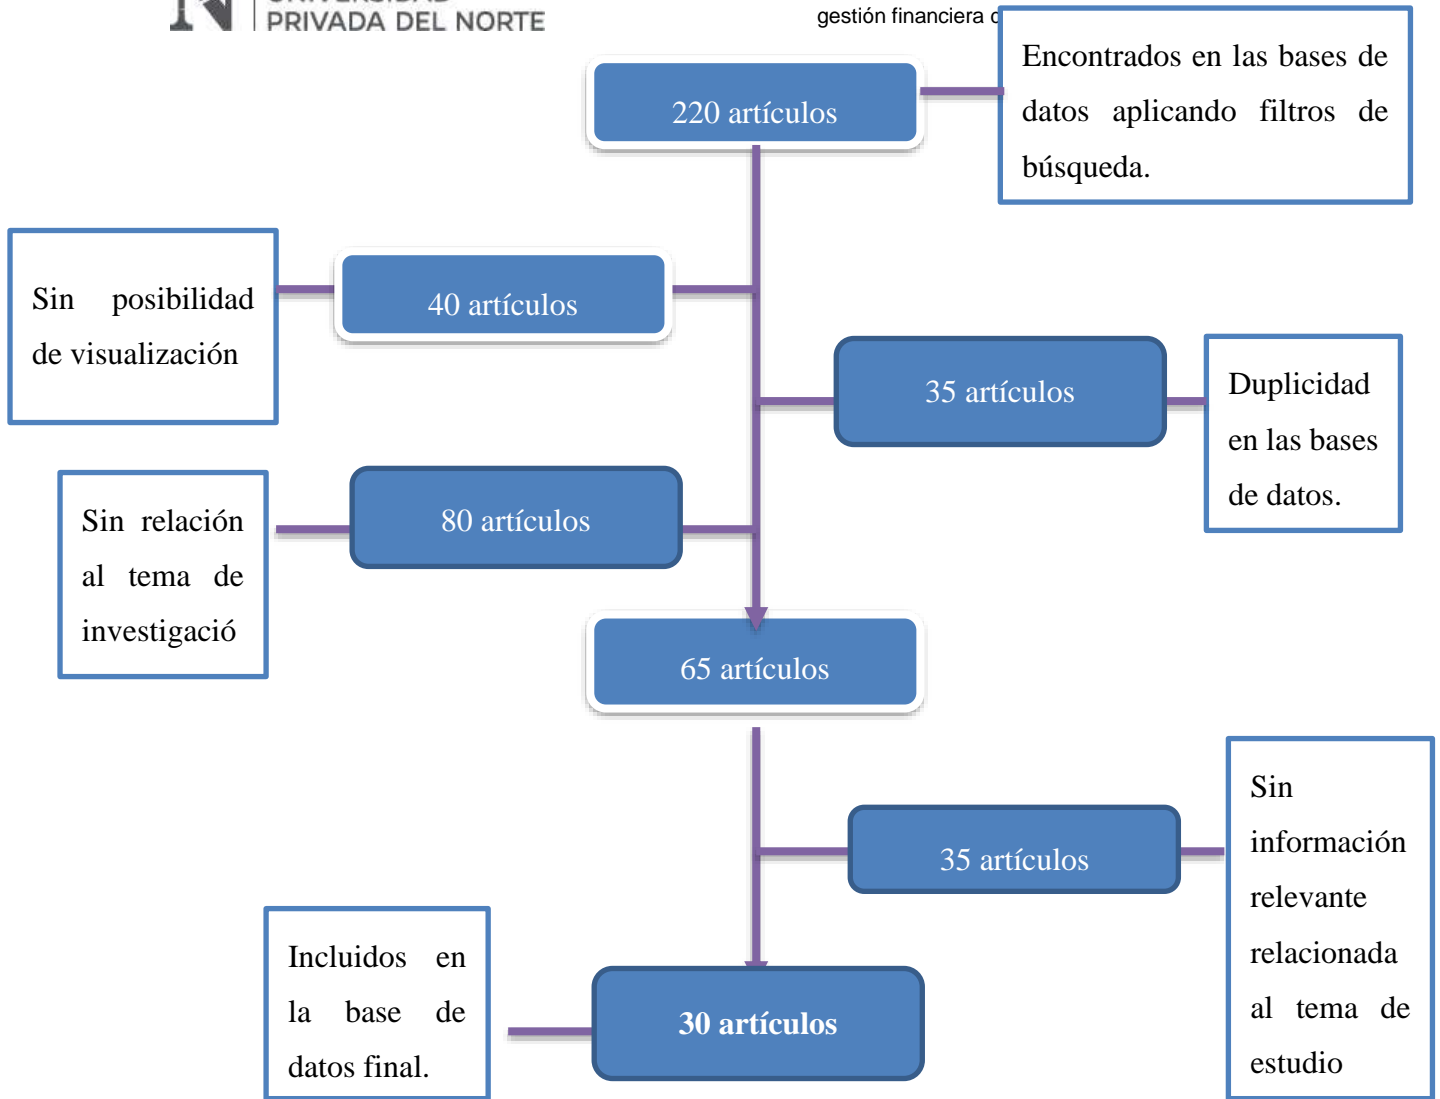 UNIVERSIDAD
PRIVADA DEL NORTE
gestión financiera
220 artículos
Encontrados en las bases de
datos aplicando filtros de
búsqueda.
Sin posibilidad
de visualización
40 artículos
35 artículos
Duplicidad
en las bases
de datos.
Sin relación
al tema de
investigació
80 artículos
65 artículos
35 artículos
Sin
información
relevante
relacionada
al tema de
estudio
Incluidos en
la base de
datos final.
30 artículos